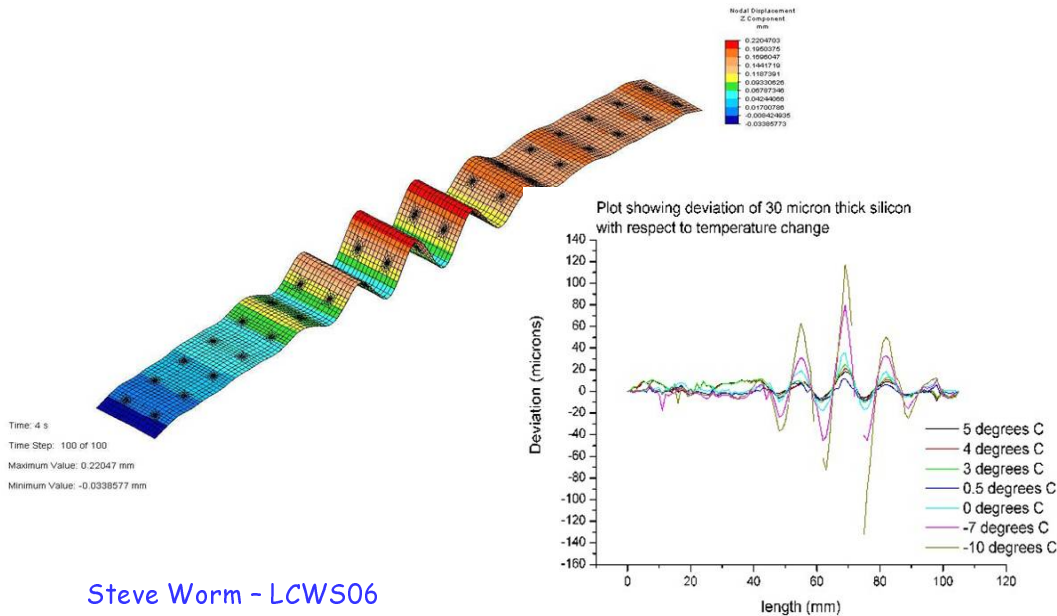 Nodal Displacement
Z Component
mm
0.2204703
0.1950375
0.1696047
0.1441719
0.1187391
0.09330626
0.06787346
0.04244066
0.01700786
-0.008424935
-0.03385773
Time: 4 s
Time Step: 100 of 100
Maximum Value: 0.22047 mm
Minimum Value: -0.0338577 mm
Plot showing deviation of 30 micron thick silicon
with respect to temperature change
140
120
100
80
60
40
20
0
-20
-40
-60
-80
-100
-120
-140
-160
Deviation (microns)
5 degrees C
4 degrees C
3 degrees C
0.5 degrees C
0 degrees C
-7 degrees C
-10 degrees C
0 20 40 60 80 100 120
length (mm)
Steve Worm – LCWS06